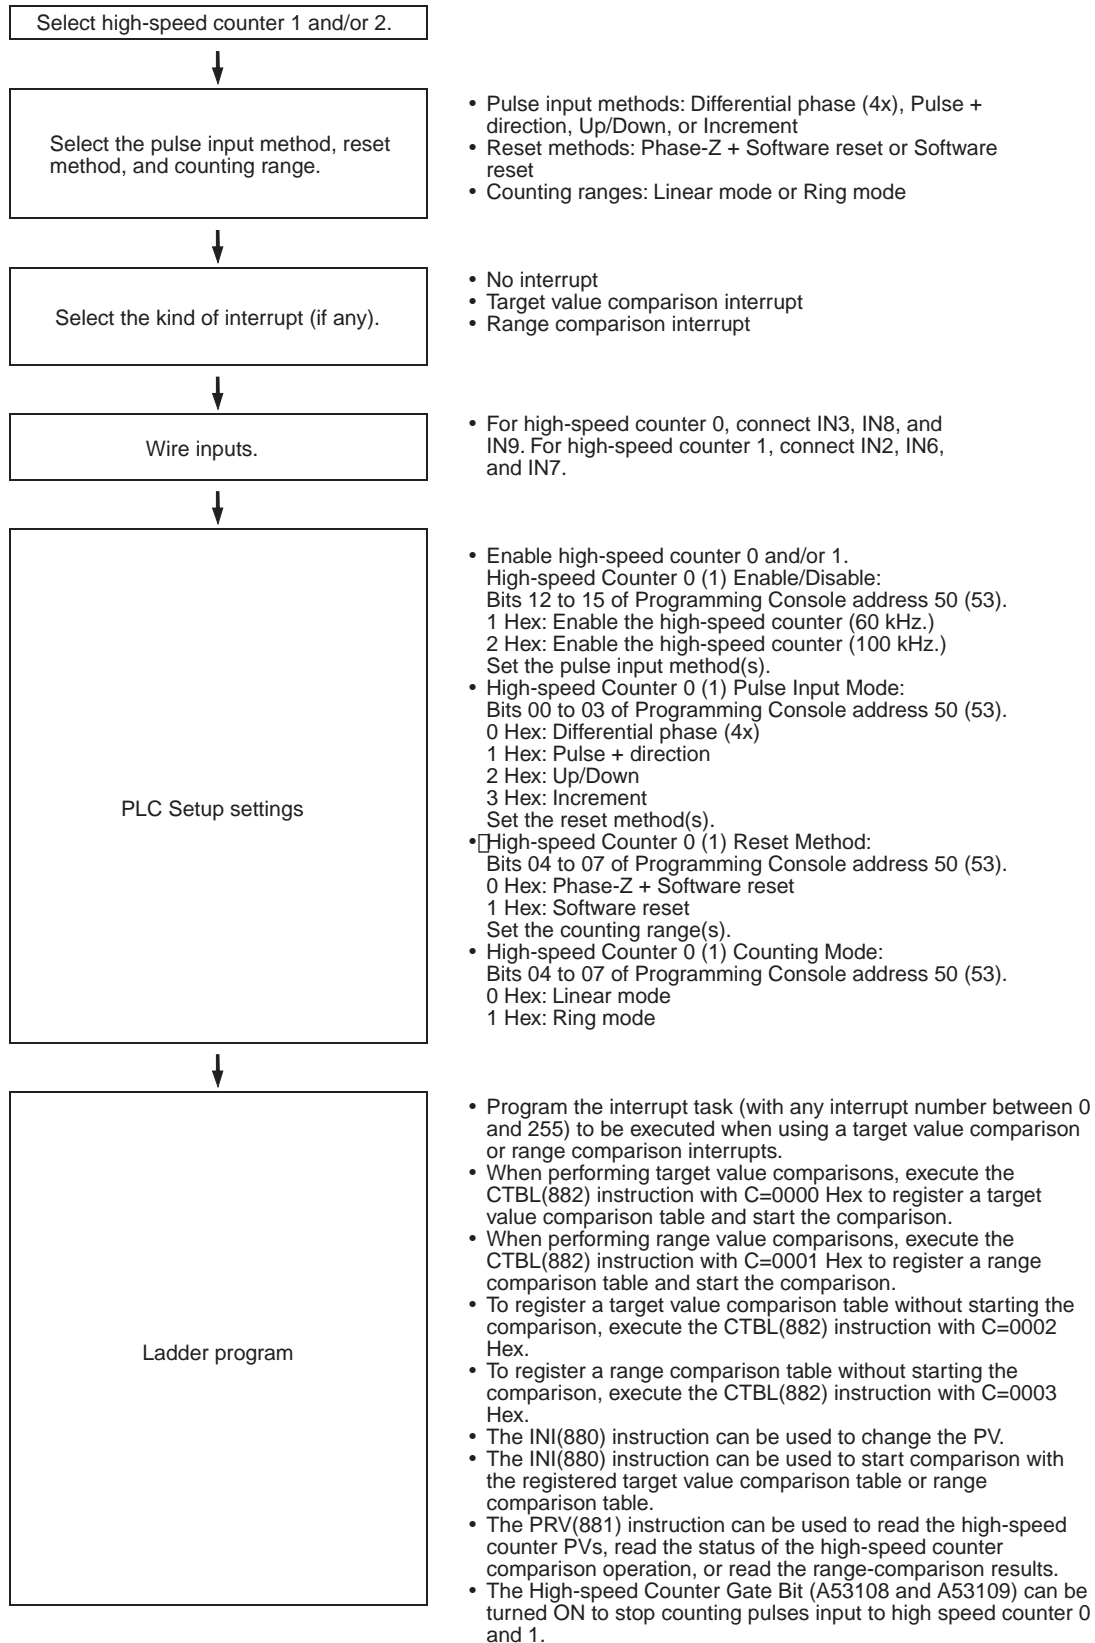 Select high-speed counter 1 and/or 2.
Select the pulse input method, reset
method, and counting range.
• Pulse input methods: Differential phase (4x), Pulse +
direction, Up/Down, or Increment
• Reset methods: Phase-Z + Software reset or Software
reset
• Counting ranges: Linear mode or Ring mode
Select the kind of interrupt (if any).
• No interrupt
• Target value comparison interrupt
• Range comparison interrupt
Wire inputs.
• For high-speed counter 0, connect IN3, IN8, and
IN9. For high-speed counter 1, connect IN2, IN6,
and IN7.
PLC Setup settings
• Enable high-speed counter 0 and/or 1.
High-speed Counter 0 (1) Enable/Disable:
Bits 12 to 15 of Programming Console address 50 (53).
1 Hex: Enable the high-speed counter (60 kHz.)
2 Hex: Enable the high-speed counter (100 kHz.)
Set the pulse input method(s).
• High-speed Counter 0 (1) Pulse Input Mode:
Bits 00 to 03 of Programming Console address 50 (53).
0 Hex: Differential phase (4x)
1 Hex: Pulse + direction
2 Hex: Up/Down
3 Hex: Increment
Set the reset method(s).
• High-speed Counter 0 (1) Reset Method:
Bits 04 to 07 of Programming Console address 50 (53).
0 Hex: Phase-Z + Software reset
1 Hex: Software reset
Set the counting range(s).
• High-speed Counter 0 (1) Counting Mode:
Bits 04 to 07 of Programming Console address 50 (53).
0 Hex: Linear mode
1 Hex: Ring mode
Ladder program
• Program the interrupt task (with any interrupt number between 0
and 255) to be executed when using a target value comparison
or range comparison interrupts.
• When performing target value comparisons, execute the
CTBL(882) instruction with C=0000 Hex to register a target
value comparison table and start the comparison.
• When performing range value comparisons, execute the
CTBL(882) instruction with C=0001 Hex to register a range
comparison table and start the comparison.
• To register a target value comparison table without starting the
comparison, execute the CTBL(882) instruction with C=0002
Hex.
• To register a range comparison table without starting the
comparison, execute the CTBL(882) instruction with C=0003
Hex.
• The INI(880) instruction can be used to change the PV.
• The INI(880) instruction can be used to start comparison with
the registered target value comparison table or range
comparison table.
• The PRV(881) instruction can be used to read the high-speed
counter PVs, read the status of the high-speed counter
comparison operation, or read the range-comparison results.
• The High-speed Counter Gate Bit (A53108 and A53109) can be
turned ON to stop counting pulses input to high speed counter 0
and 1.